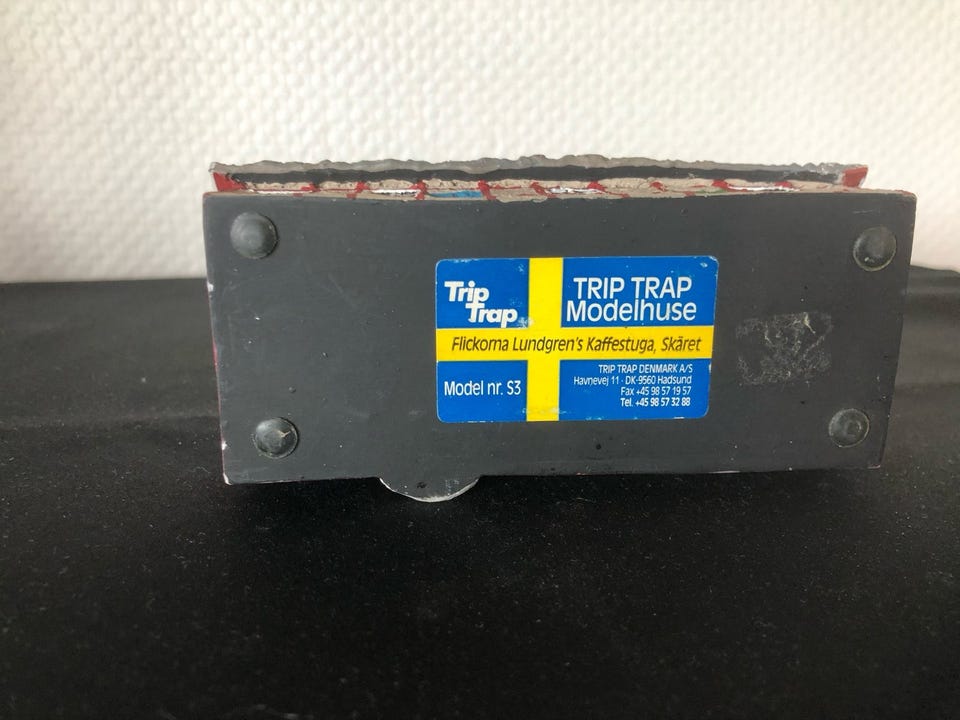 Trip
Trap
TRIP TRAP
Modelhuse
Flickorna Lundgren's Kaffestuga, Skäret
Model nr. S3
TRIP TRAP DENMARK A/S
Havnevej 11 · DK-9560 Hadsund
Fax +45 98 57 19 57
Tel. +45 98 57 32 88